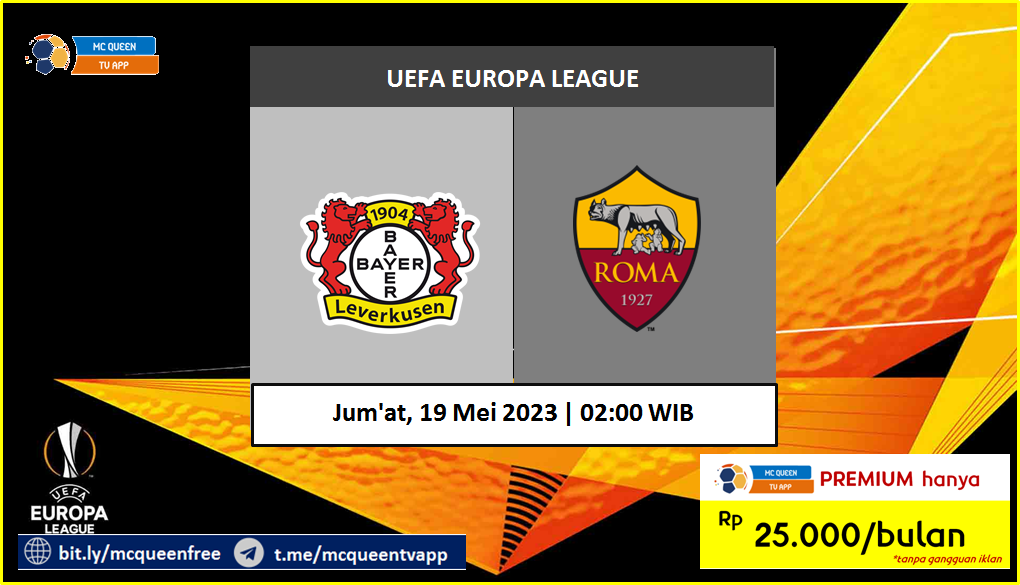 MC QUEEN
TV APP
UEFA EUROPA LEAGUE
1904
BAYER
BAYER
Leverkusen
ROMA
1927
TM
Jum'at, 19 Mei 2023 | 02:00 WIB
UEFA
EUROPA
LEAGUE
bit.ly/mcqueenfree t.me/mcqueentvapp
MC QUEEN
TV APP
PREMIUM hanya
Rp 25.000/bulan
*tanpa gangguan iklan